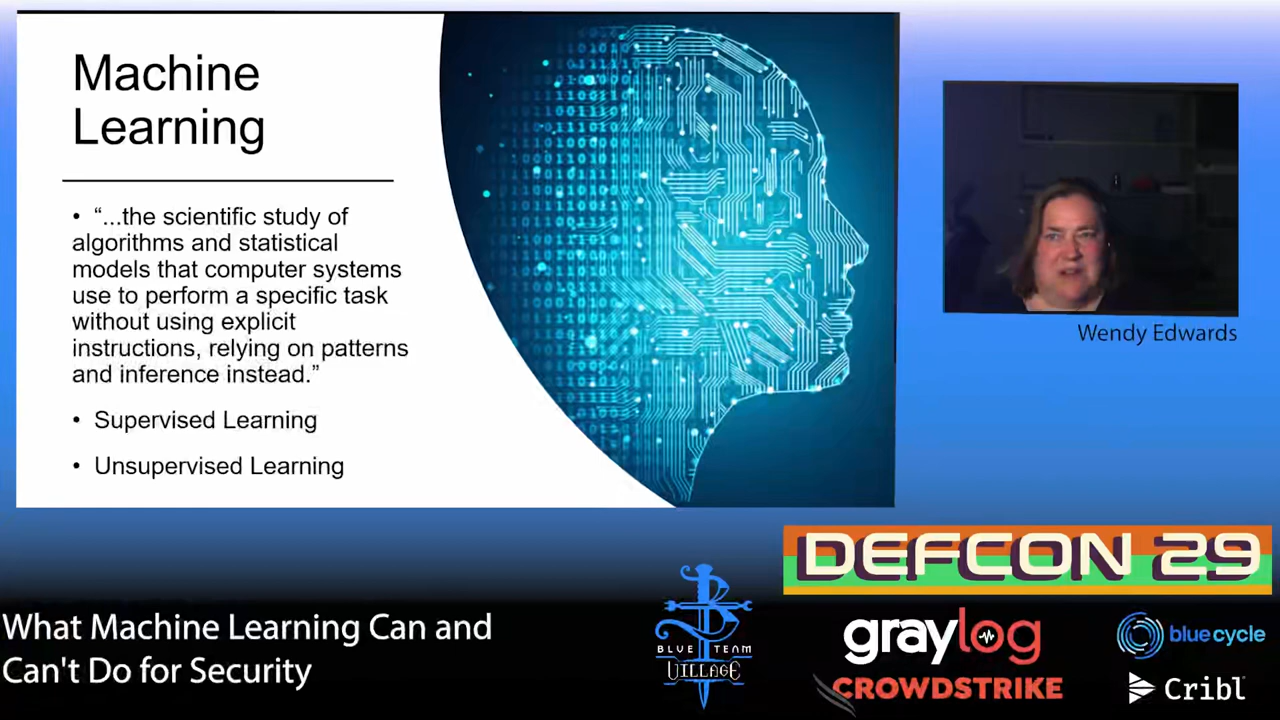 Machine
Learning
• “...the scientific study of
algorithms and statistical
models that computer systems
use to perform a specific task
without using explicit
instructions, relying on patterns
and inference instead.”
• Supervised Learning
• Unsupervised Learning
Wendy Edwards
DEFCON 29
What Machine Learning Can and
Can't Do for Security
BLUE TEAM
VILLAGE
graylog
CROWDSTRIKE
blue cycle
Cribl